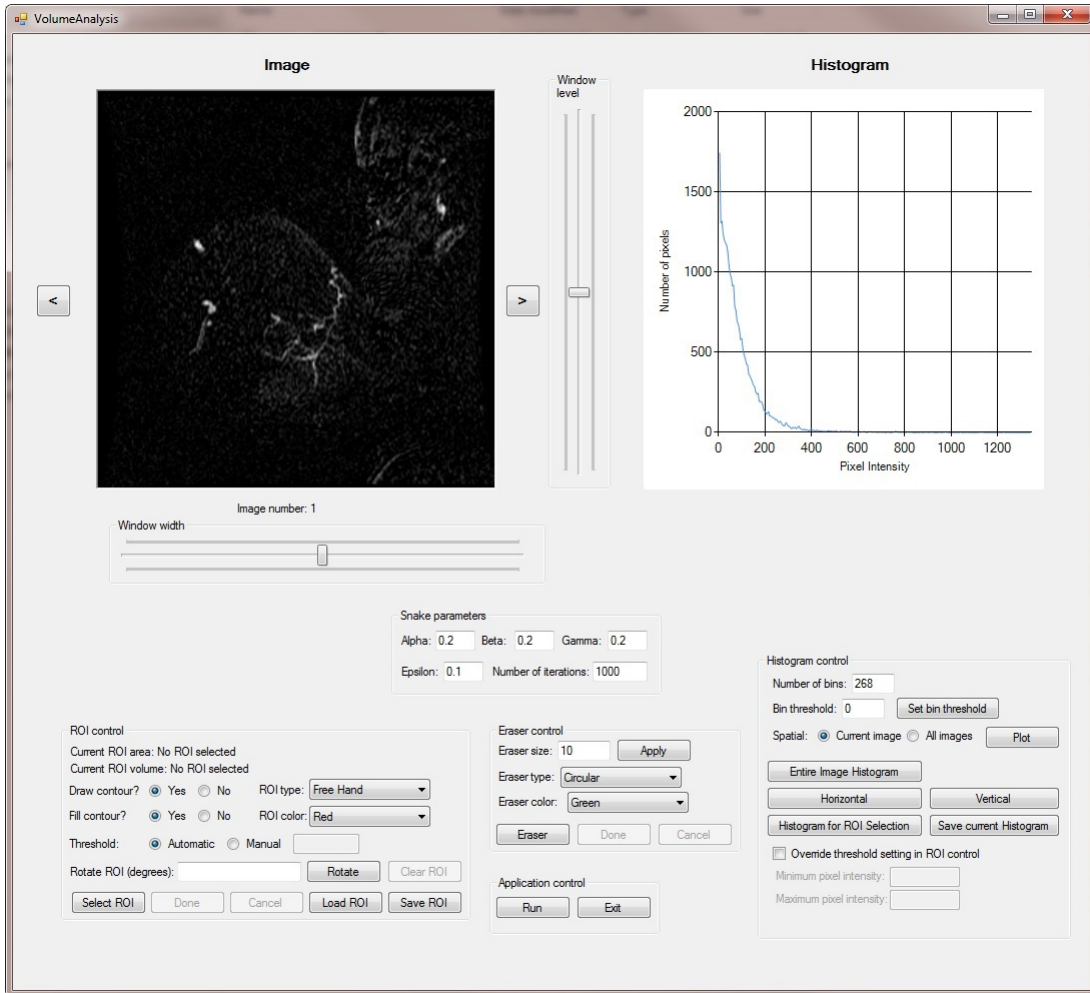 VolumeAnalysis
Image
Histogram
Window
level
<
>
2000
1500
1000
500
0
Number of pixels
0 200 400 600 800 1000 1200
Pixel Intensity
Image number: 1
Window width
Snake parameters
Alpha: 0.2 Beta: 0.2 Gamma: 0.2
Epsilon: 0.1 Number of iterations: 1000
ROI control
Current ROI area: No ROI selected
Current ROI volume: No ROI selected
Draw contour? Yes No ROI type: Free Hand
Fill contour? Yes No ROI color: Red
Threshold: Automatic Manual
Rotate ROI (degrees): Rotate Clear ROI
Select ROI Done Cancel Load ROI Save ROI
Eraser control
Eraser size: 10 Apply
Eraser type: Circular
Eraser color: Green
Eraser Done Cancel
Application control
Run Exit
Histogram control
Number of bins: 268
Bin threshold: 0 Set bin threshold
Spatial: Current image All images Plot
Entire Image Histogram
Horizontal Vertical
Histogram for ROI Selection Save current Histogram
Override threshold setting in ROI control
Minimum pixel intensity:
Maximum pixel intensity: